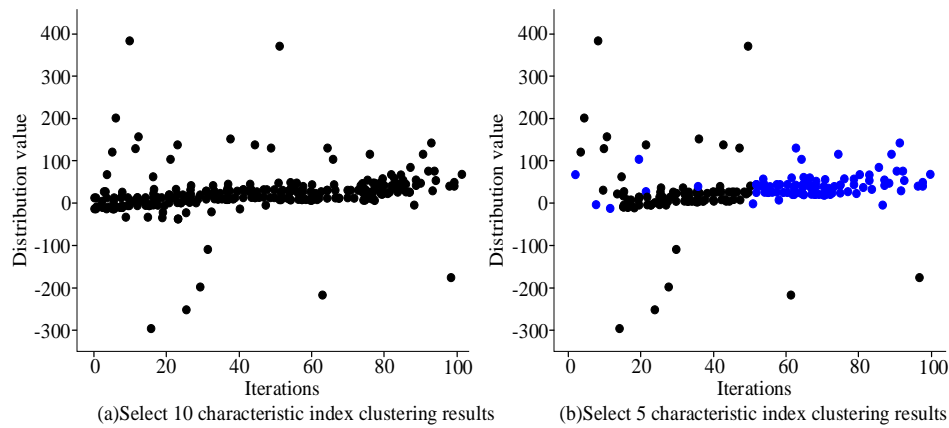 Distribution value
400
300
200
100
0
-100
-200
-300
0 20 40 60 80 100
Iterations
(a)Select 10 characteristic index clustering results
Distribution value
400
300
200
100
0
-100
-200
-300
0 20 40 60 80 100
Iterations
(b)Select 5 characteristic index clustering results